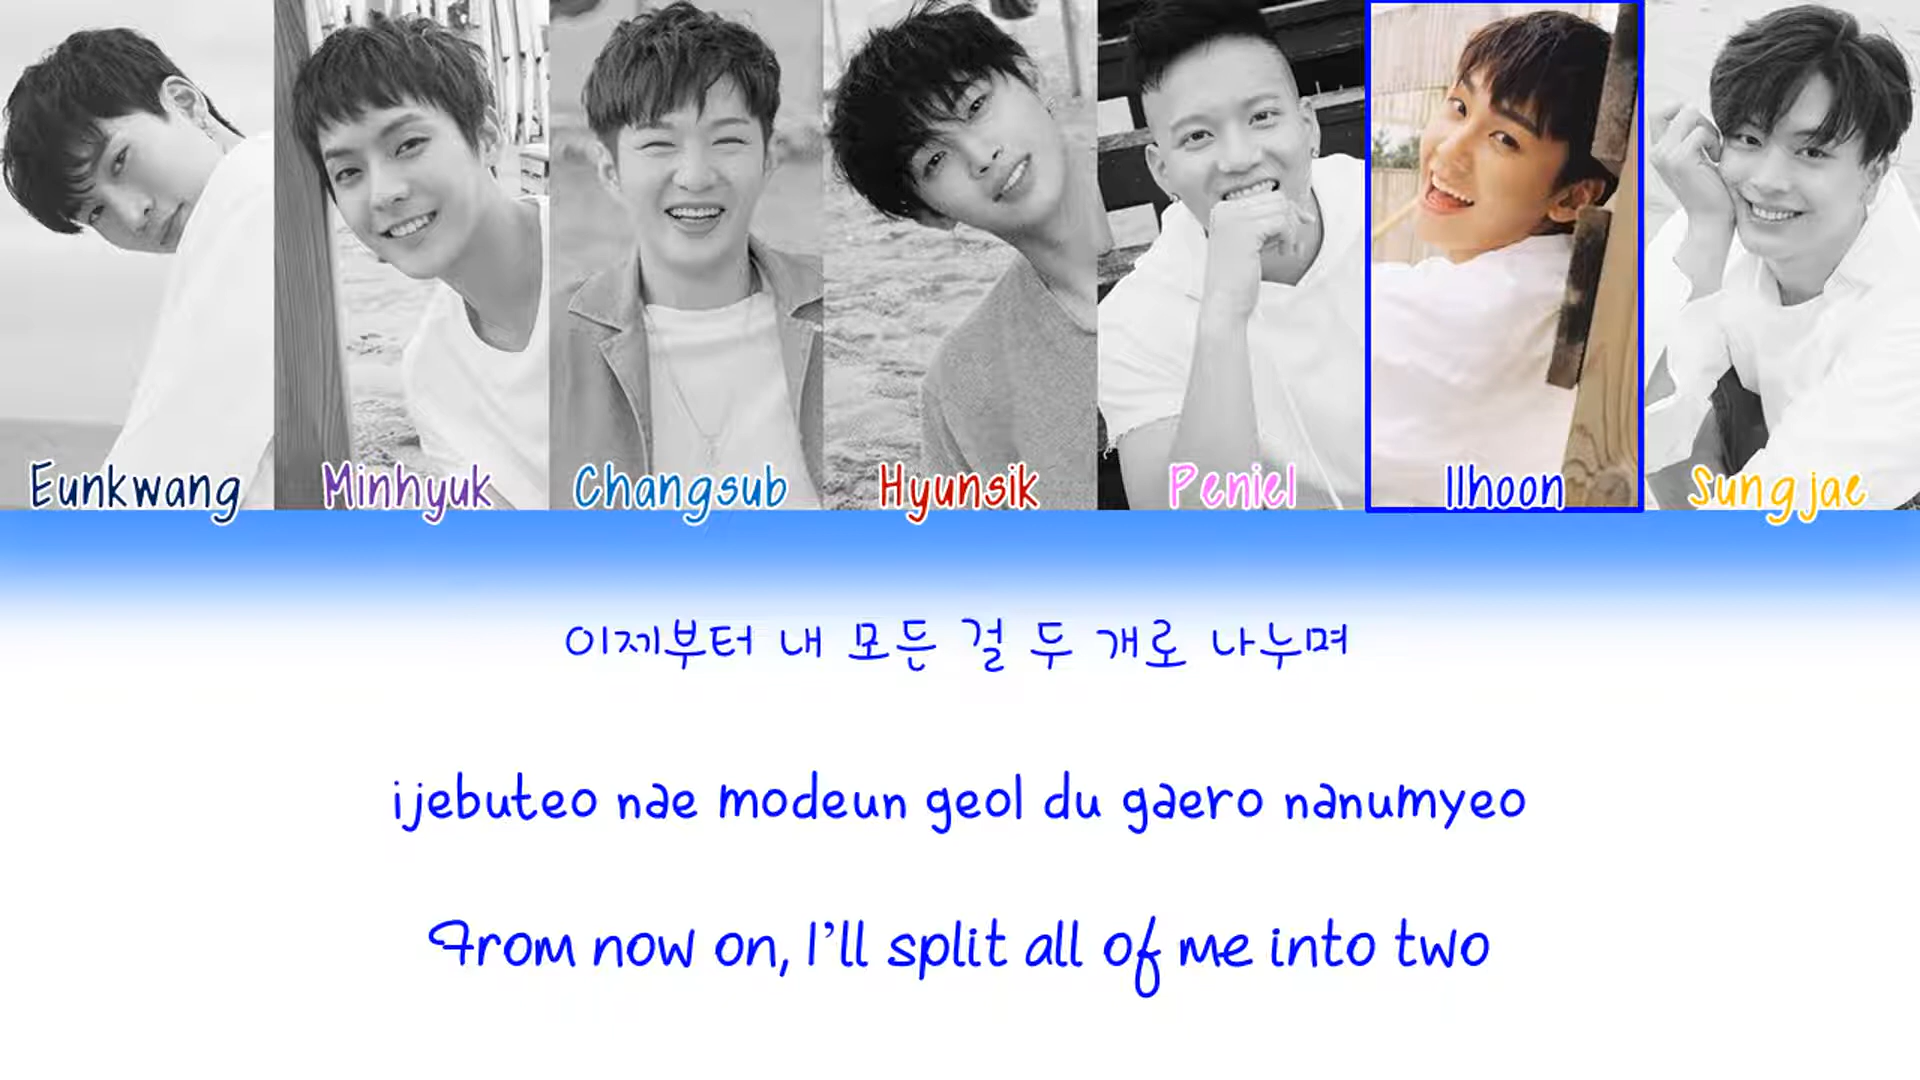 Eunkwang Minhyuk Changsub Hyunsik Peniel Ilhoon Sungjae
이제부터 내 모든 걸 두 개로 나누며
ijebuteo nae modeun geol du gaero nanumyeo
From now on, I'll split all of me into two